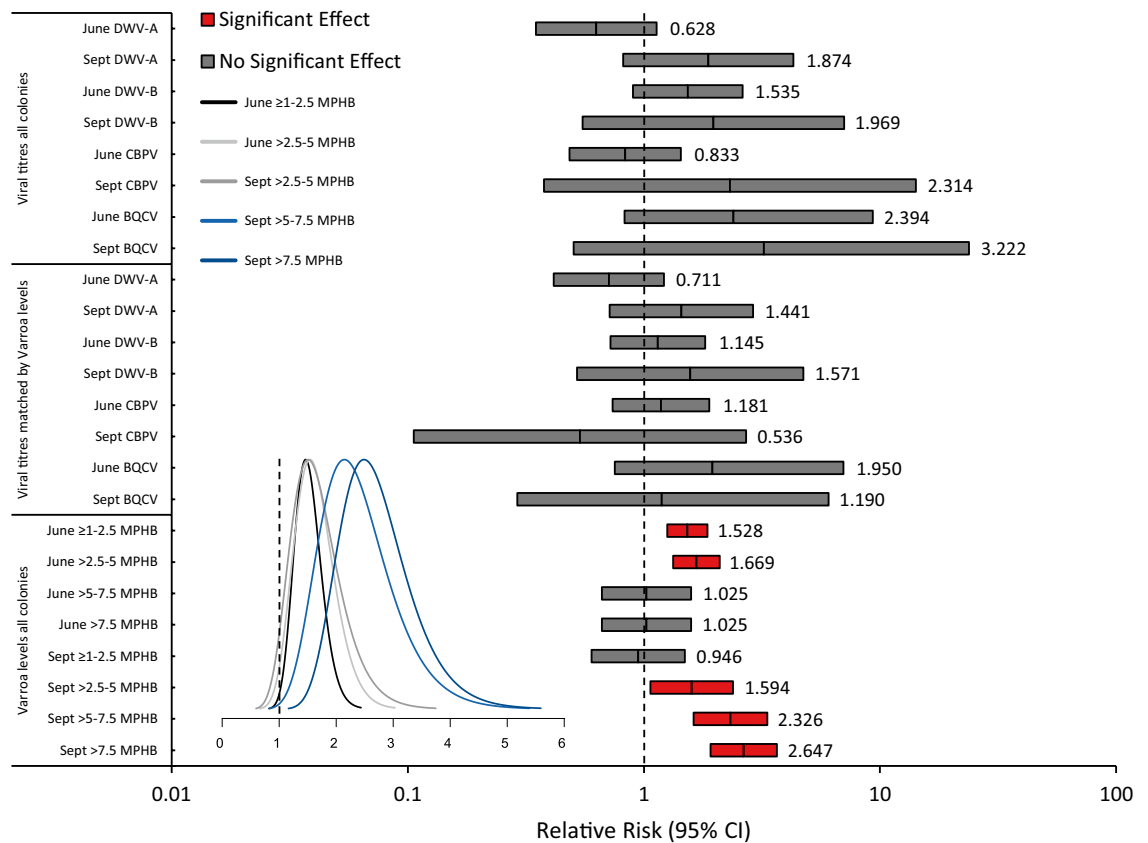 Significant Effect
No Significant Effect
June ≥1-2.5 MPHB
June >2.5-5 MPHB
Sept >2.5-5 MPHB
Sept >5-7.5 MPHB
Sept >7.5 MPHB
Viral titres all colonies
June DWV-A 0.628
Sept DWV-A 1.874
June DWV-B 1.535
Sept DWV-B 1.969
June CBPV 0.833
Sept CBPV 2.314
June BQCV 2.394
Sept BQCV 3.222
Viral titres matched by Varroa levels
June DWV-A 0.711
Sept DWV-A 1.441
June DWV-B 1.145
Sept DWV-B 1.571
June CBPV 1.181
Sept CBPV 0.536
June BQCV 1.950
Sept BQCV 1.190
Varroa levels all colonies
June ≥1-2.5 MPHB 1.528
June >2.5-5 MPHB 1.669
June >5-7.5 MPHB 1.025
June >7.5 MPHB 1.025
Sept ≥1-2.5 MPHB 0.946
Sept >2.5-5 MPHB 1.594
Sept >5-7.5 MPHB 2.326
Sept >7.5 MPHB 2.647
0 1 2 3 4 5 6
0.01 0.1 1 10 100
Relative Risk (95% CI)